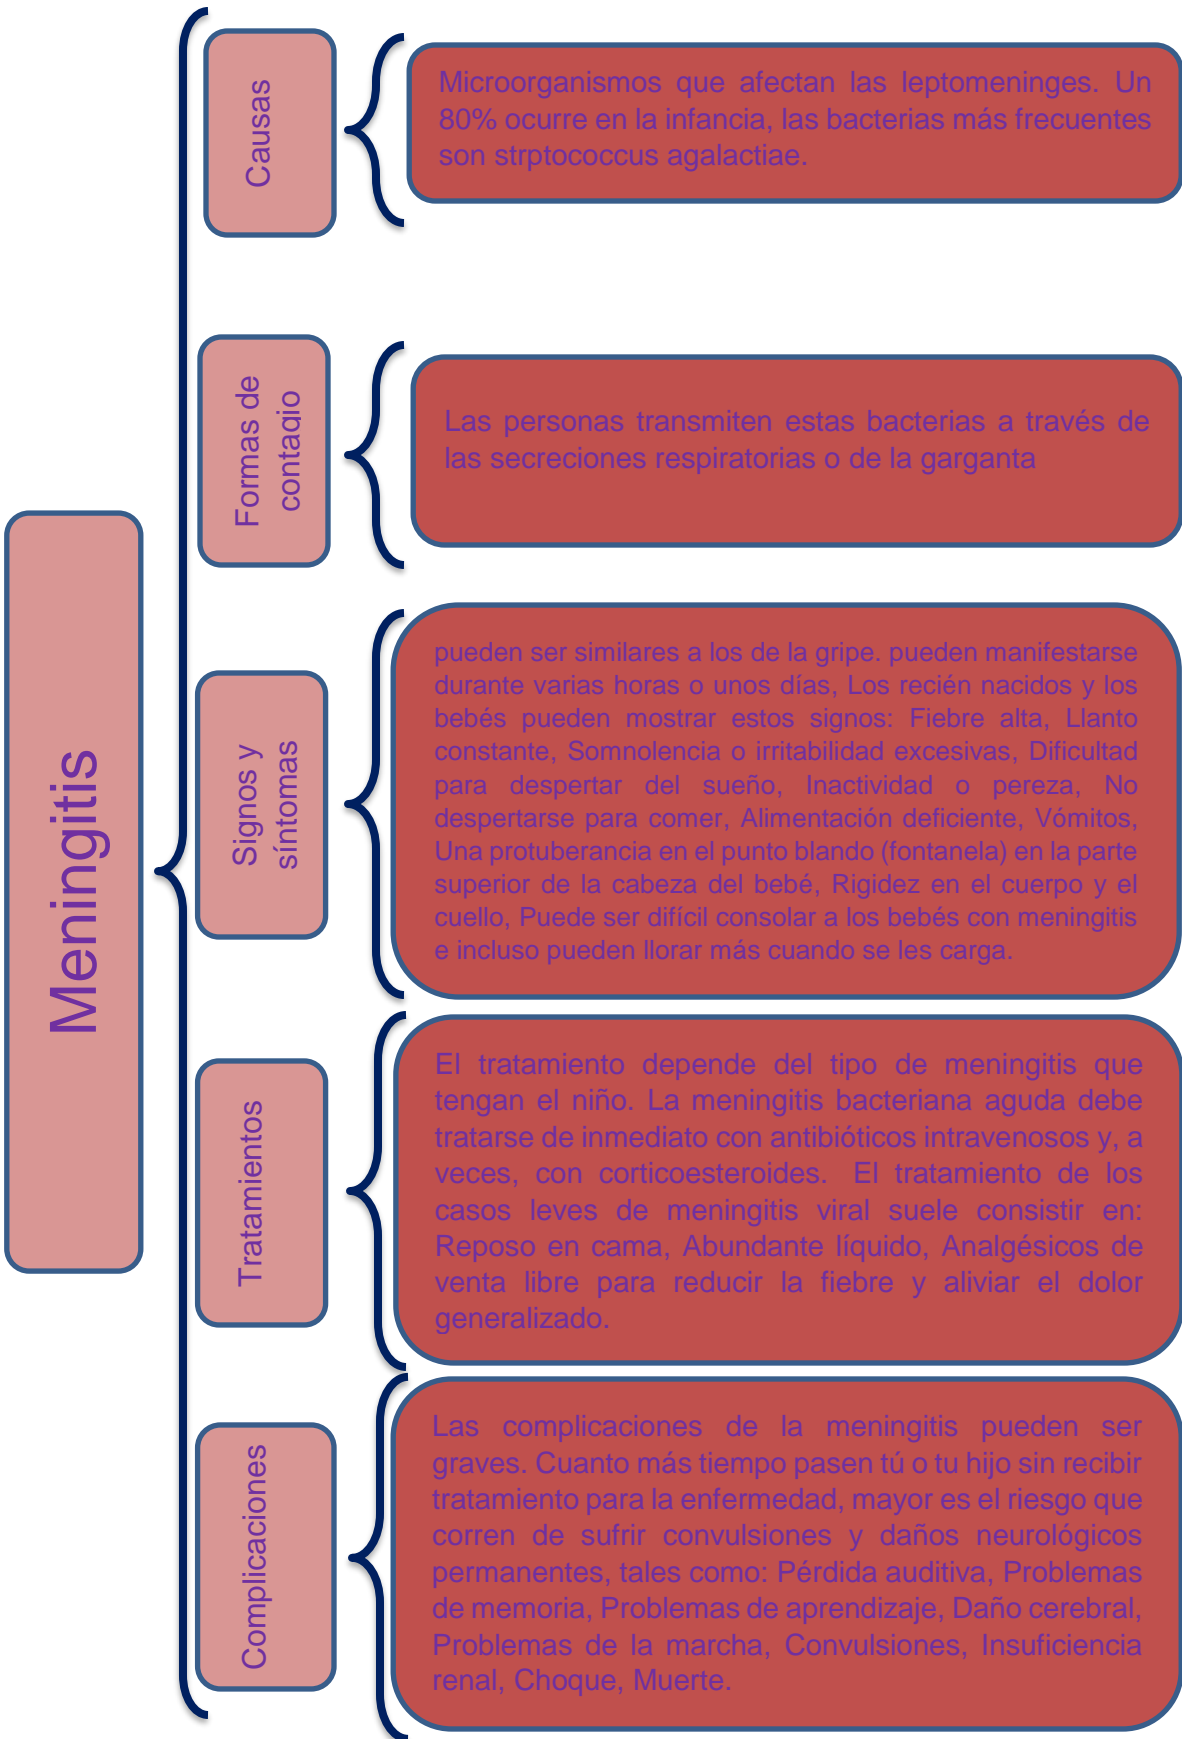 Meningitis
Causas
Microorganismos que afectan las leptomeninges. Un
80% ocurre en la infancia, las bacterias más frecuentes
son strptococcus agalactiae.
Formas de
contagio
Las personas transmiten estas bacterias a través de
las secreciones respiratorias o de la garganta
Signos y
síntomas
pueden ser similares a los de la gripe. pueden manifestarse
durante varias horas o unos días, Los recién nacidos y los
bebés pueden mostrar estos signos: Fiebre alta, Llanto
constante, Somnolencia o irritabilidad excesivas, Dificultad
para despertar del sueño, Inactividad o pereza, No
despertarse para comer, Alimentación deficiente, Vómitos,
Una protuberancia en el punto blando (fontanela) en la parte
superior de la cabeza del bebé, Rigidez en el cuerpo y el
cuello, Puede ser difícil consolar a los bebés con meningitis
e incluso pueden llorar más cuando se les carga.
Tratamientos
El tratamiento depende del tipo de meningitis que
tengan el niño. La meningitis bacteriana aguda debe
tratarse de inmediato con antibióticos intravenosos y, a
veces, con corticoesteroides. El tratamiento de los
casos leves de meningitis viral suele consistir en:
Reposo en cama, Abundante líquido, Analgésicos de
venta libre para reducir la fiebre y aliviar el dolor
generalizado.
Complicaciones
Las complicaciones de la meningitis pueden ser
graves. Cuanto más tiempo pasen tú o tu hijo sin recibir
tratamiento para la enfermedad, mayor es el riesgo que
corren de sufrir convulsiones y daños neurológicos
permanentes, tales como: Pérdida auditiva, Problemas
de memoria, Problemas de aprendizaje, Daño cerebral,
Problemas de la marcha, Convulsiones, Insuficiencia
renal, Choque, Muerte.